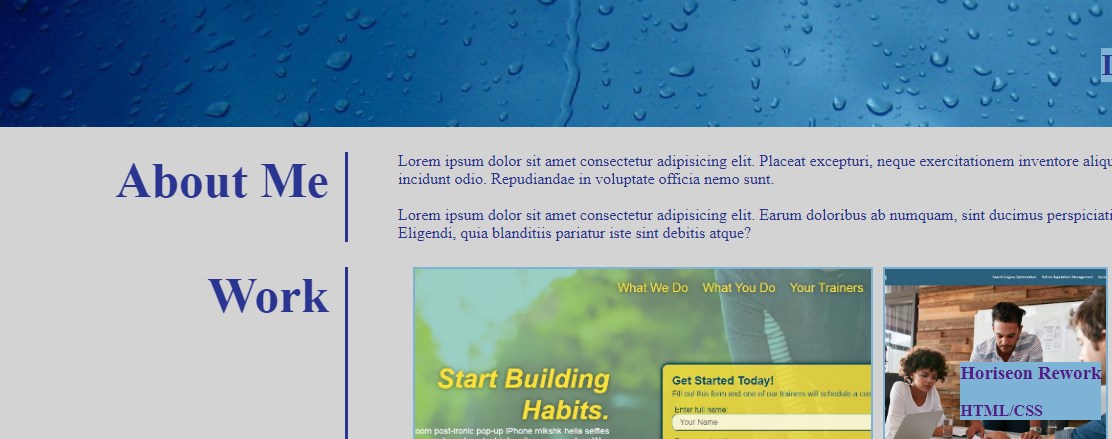 About Me
Lorem ipsum dolor sit amet consectetur adipisicing elit. Placeat excepturi, neque exercitationem inventore aliqu
incidunt odio. Repudiandae in voluptate officia nemo sunt.
Lorem ipsum dolor sit amet consectetur adipisicing elit. Earum doloribus ab numquam, sint ducimus perspiciati
Eligendi, quia blanditiis pariatur iste sint debitis atque?
Work
What We Do What You Do Your Trainers
Start Building
Habits.
oom post-ironic pop-up iPhone mikshk hella selfies
Get Started Today!
Fill out this form and one of our trainers will schedule a con
Enter full name:
Your Name
Search Engine Optimization Online Reputation Management
Horiseon Rework
HTML/CSS